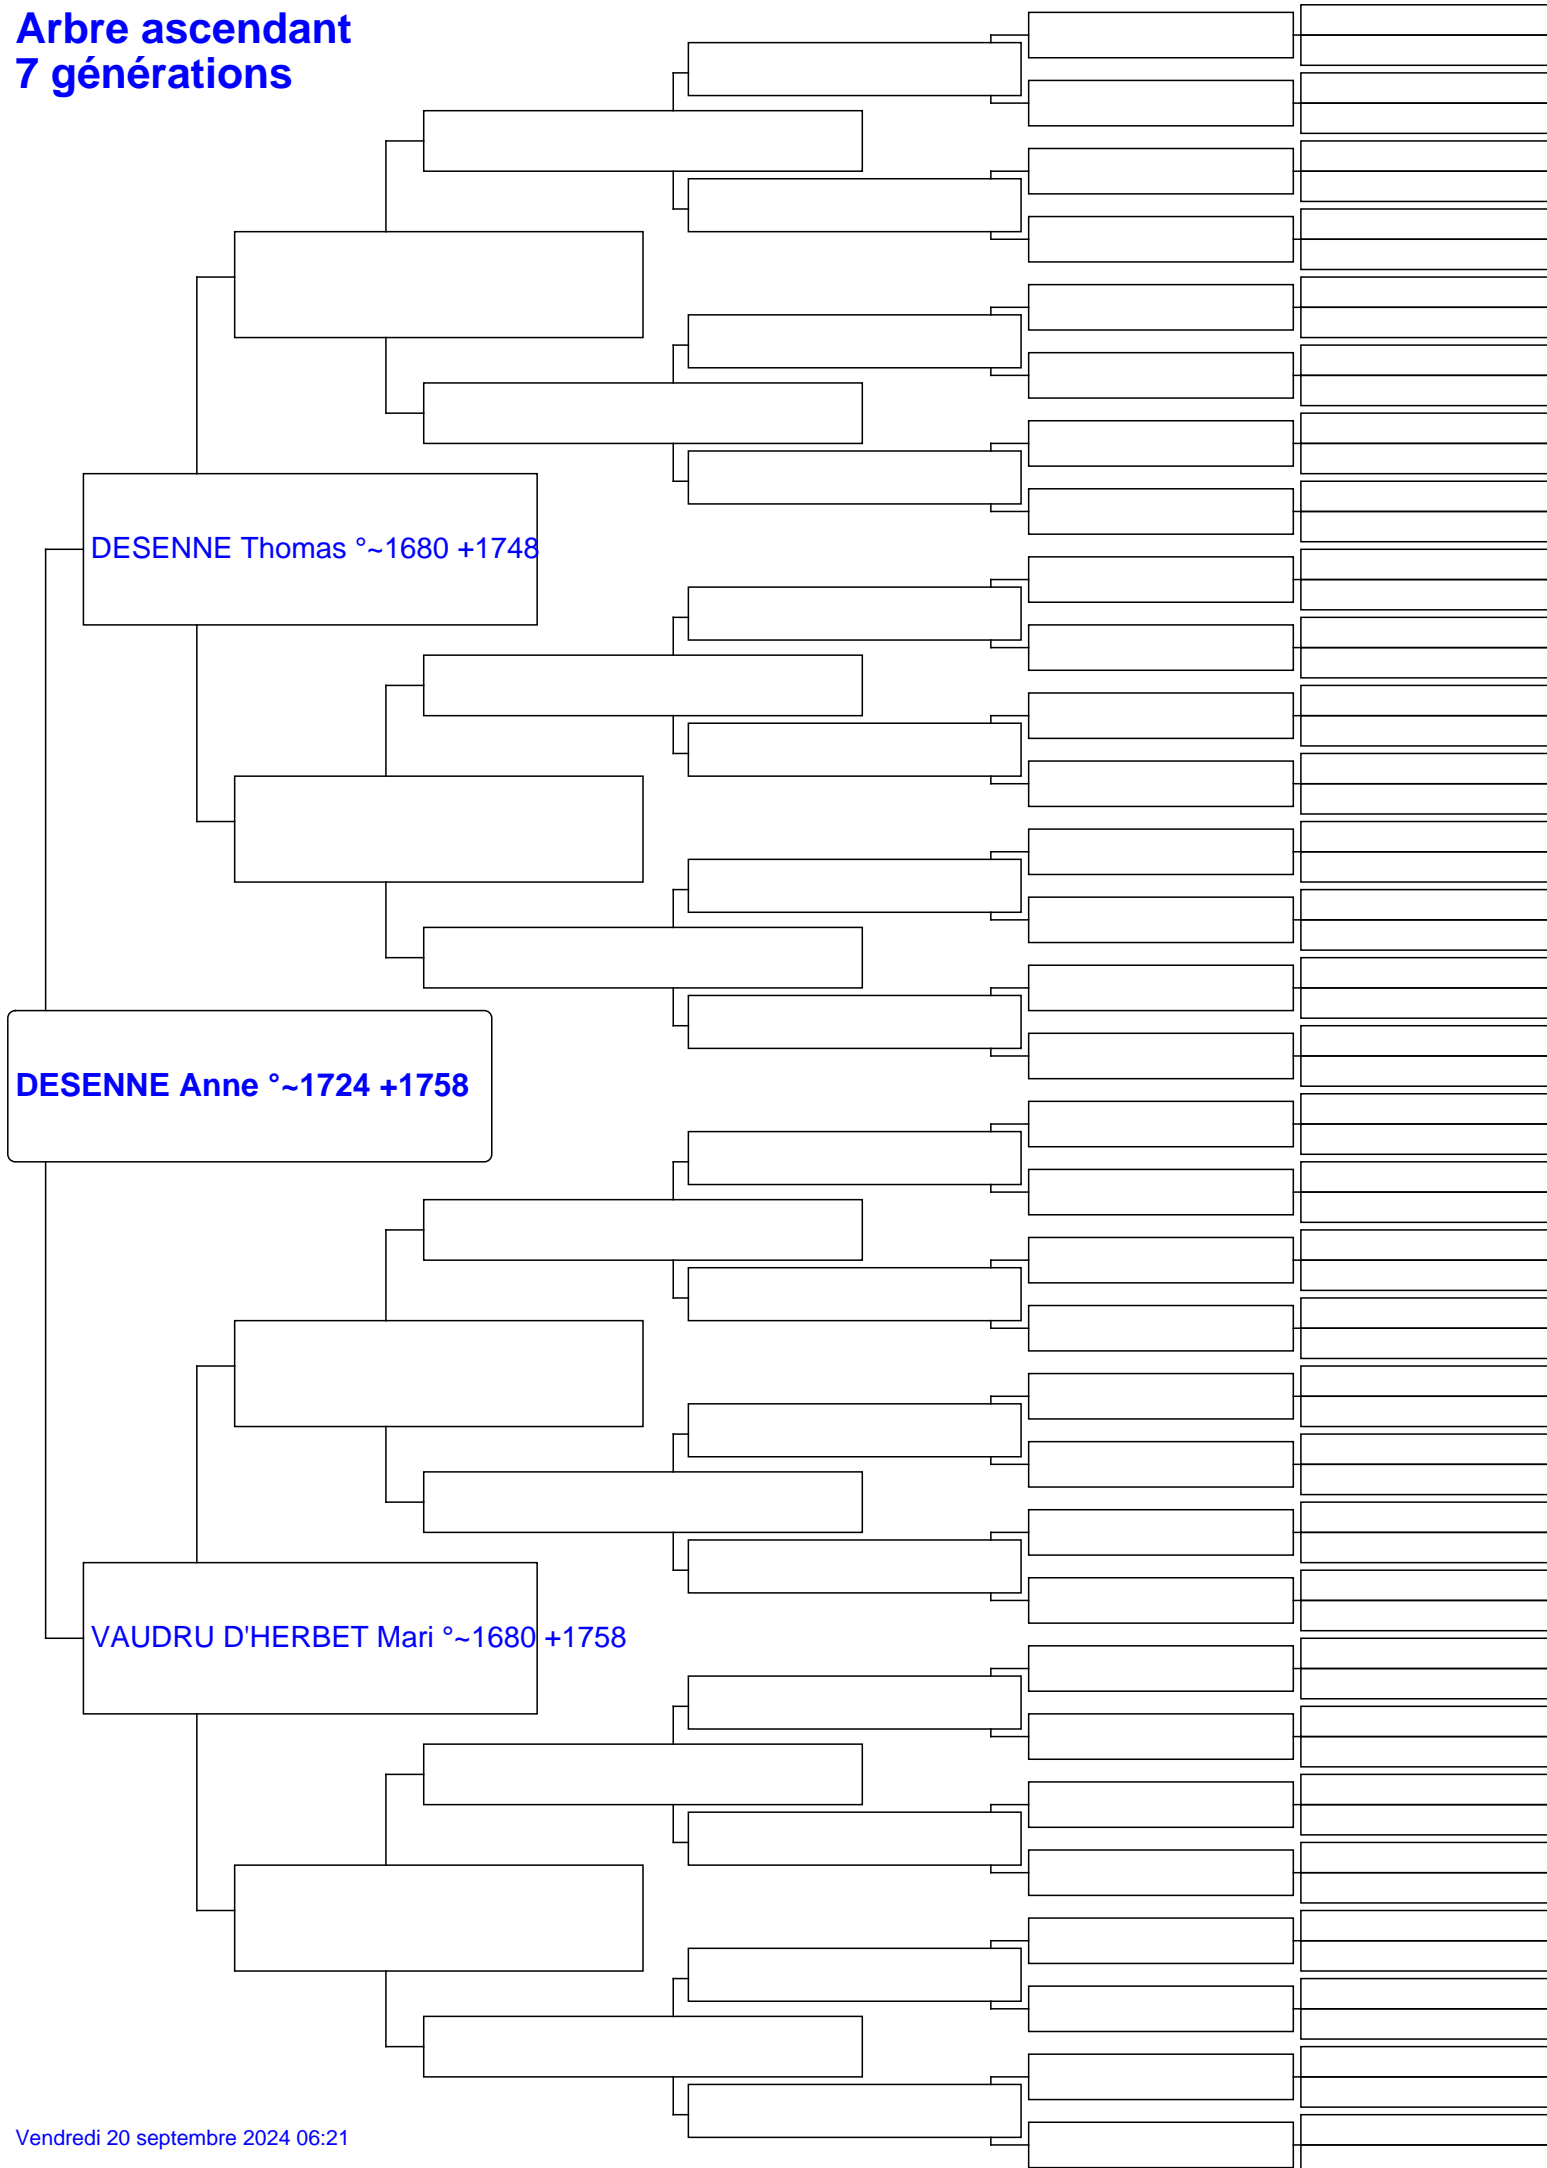 Arbre ascendant
7 générations
DESENNE Thomas °~1680 +1748
DESENNE Anne °~1724 +1758
VAUDRU D'HERBET Mari °~1680 +1758
Vendredi 20 septembre 2024 06:21